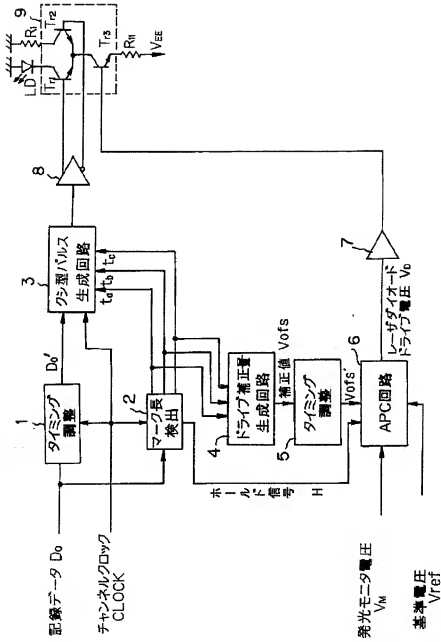 記録データ Do
チャンネルクロック
CLOCK
1
タイミング
調整
Do'
2
マーク長
検出
3
クシ型パルス
生成回路
ta
tb
tc
4
ドライブ補正量
生成回路
補正値 Vofs
5
タイミング
調整
Vofs'
ホールド信号 H
6
APC回路
発光モニタ電圧
VM
基準電圧
Vref
レーザダイオード
ドライブ電圧 VD
7
8
9
LD
R1
Tr1
Tr2
Tr3
R11
VEE